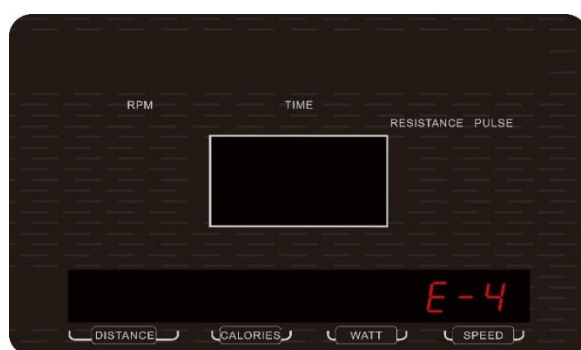 RPM TIME
RESISTANCE PULSE
E-4
DISTANCE CALORIES WATT SPEED